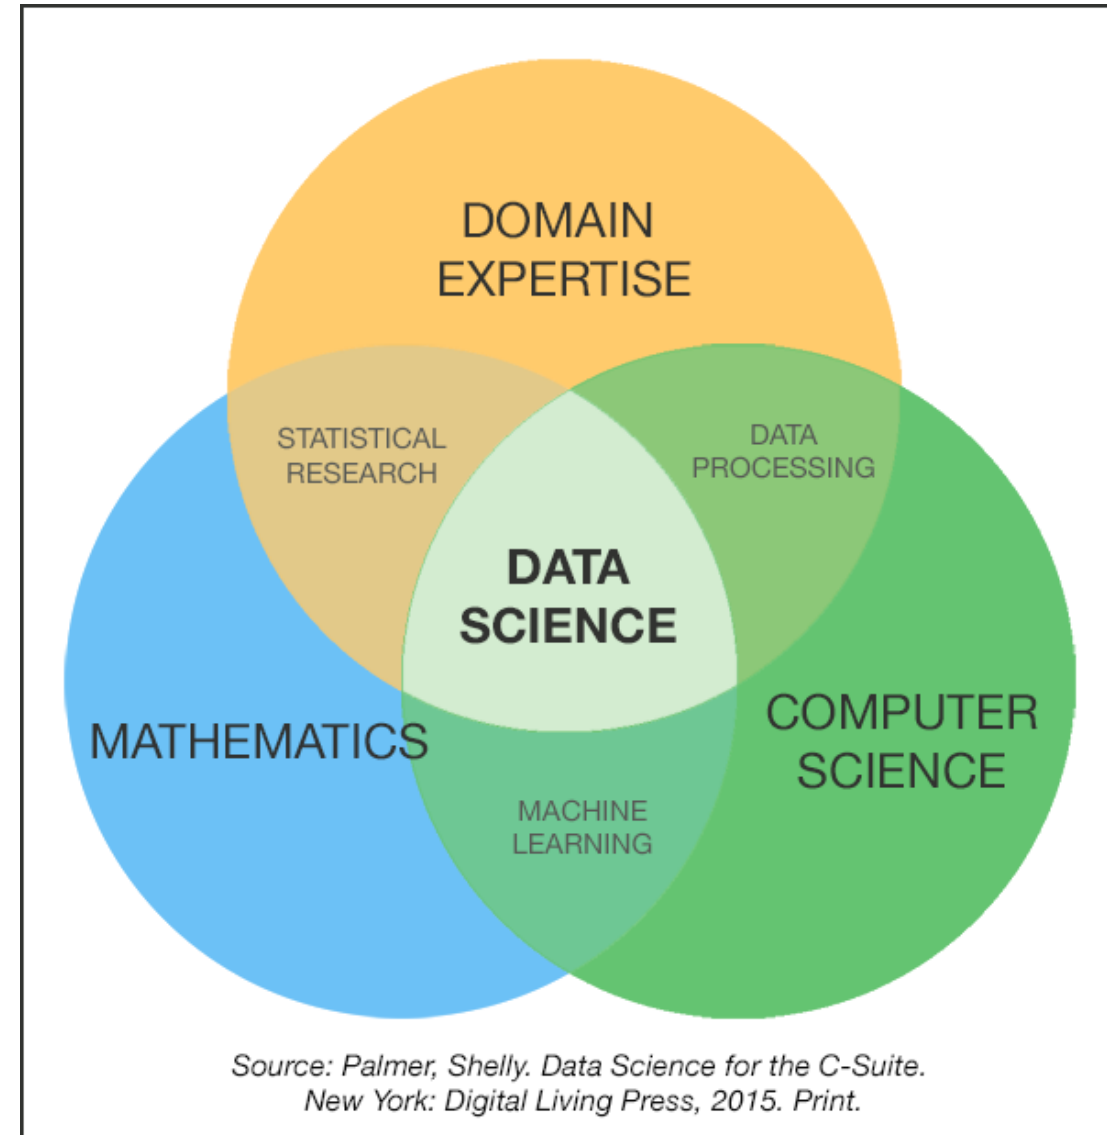 DOMAIN
EXPERTISE
STATISTICAL
RESEARCH
DATA
PROCESSING
DATA
SCIENCE
MATHEMATICS
COMPUTER
SCIENCE
MACHINE
LEARNING
Source: Palmer, Shelly. Data Science for the C-Suite.
New York: Digital Living Press, 2015. Print.